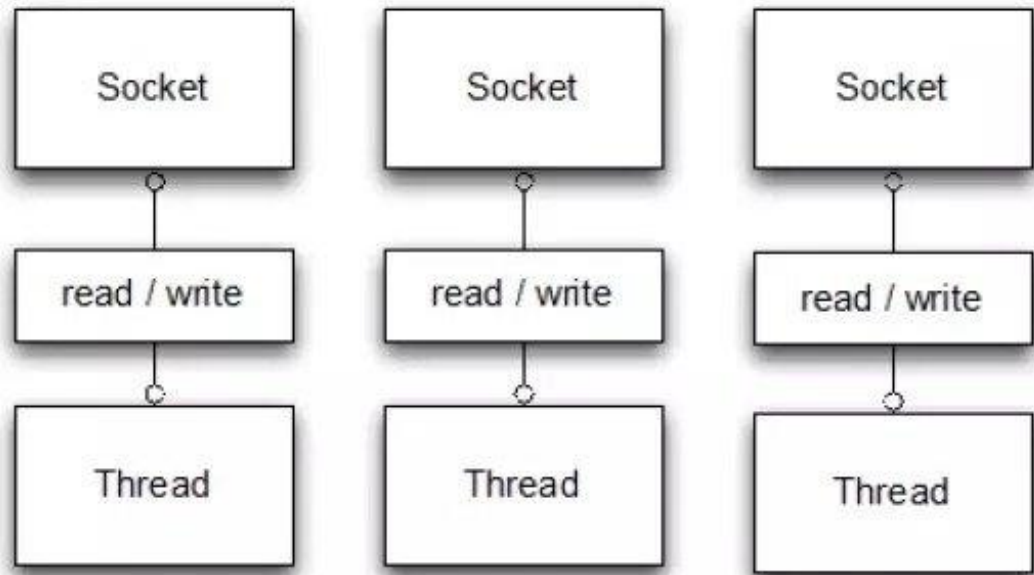 Socket
Socket
Socket
read / write
read / write
read / write
Thread
Thread
Thread